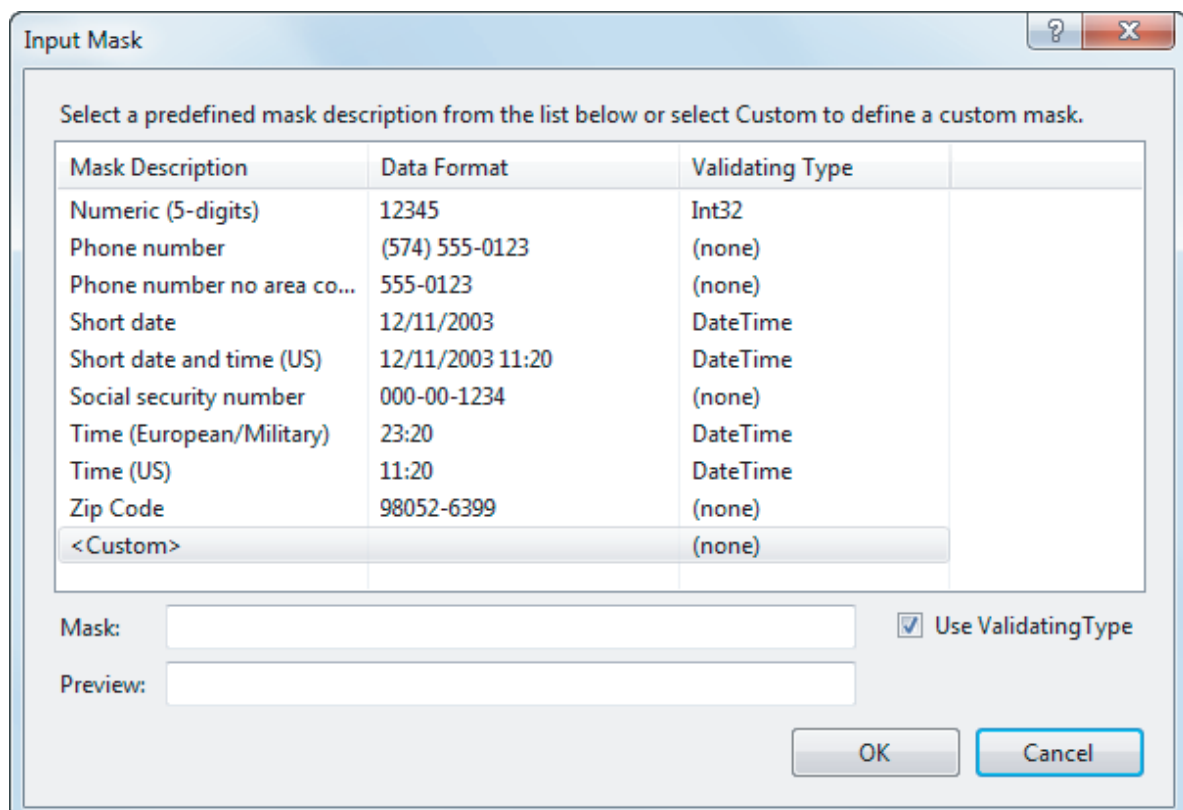 Input Mask
Select a predefined mask description from the list below or select Custom to define a custom mask.
Mask Description Data Format Validating Type
Numeric (5-digits) 12345 Int32
Phone number (574) 555-0123 (none)
Phone number no area co... 555-0123 (none)
Short date 12/11/2003 DateTime
Short date and time (US) 12/11/2003 11:20 DateTime
Social security number 000-00-1234 (none)
Time (European/Military) 23:20 DateTime
Time (US) 11:20 DateTime
Zip Code 98052-6399 (none)
<Custom> (none)
Mask: Use ValidatingType
Preview:
OK Cancel